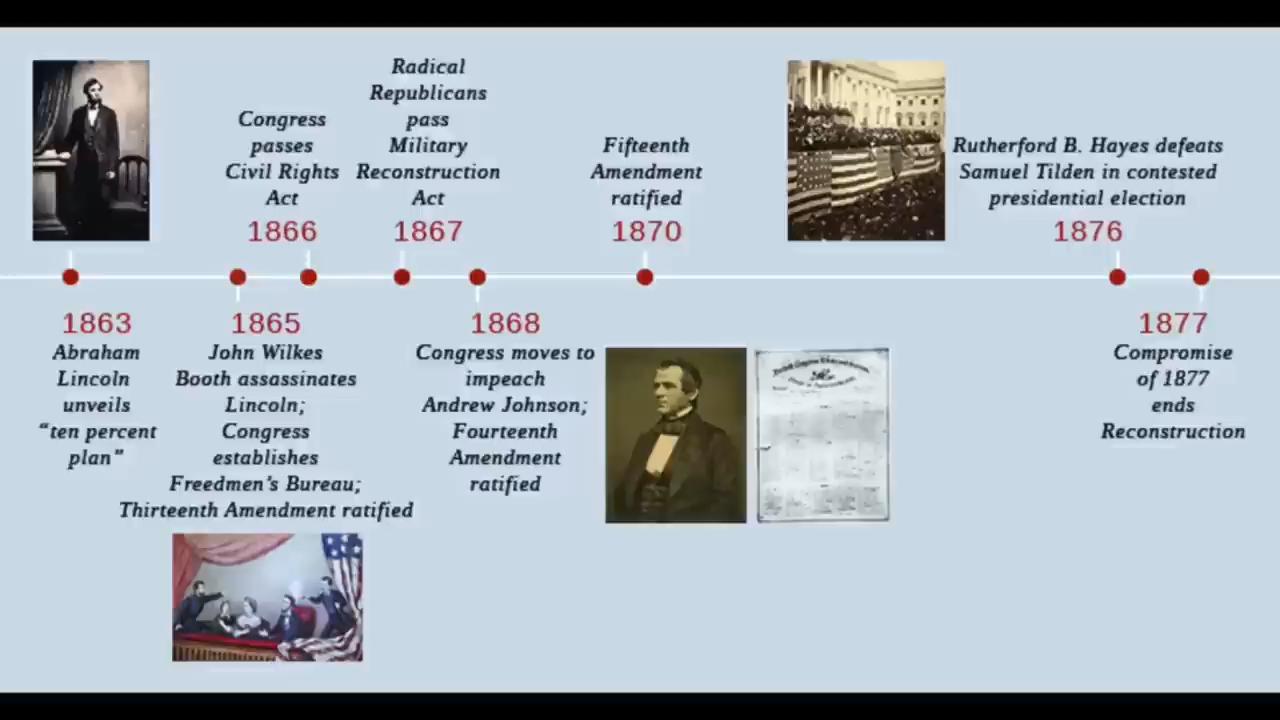 Congress
passes
Civil Rights
Act
1866
Radical
Republicans
pass
Military
Reconstruction
Act
1867
Fifteenth
Amendment
ratified
1870
Rutherford B. Hayes defeats
Samuel Tilden in contested
presidential election
1876
1863
Abraham
Lincoln
unveils
“ten percent
plan”
1865
John Wilkes
Booth assassinates
Lincoln;
Congress
establishes
Freedmen’s Bureau;
Thirteenth Amendment ratified
1868
Congress moves to
impeach
Andrew Johnson;
Fourteenth
Amendment
ratified
1877
Compromise
of 1877
ends
Reconstruction